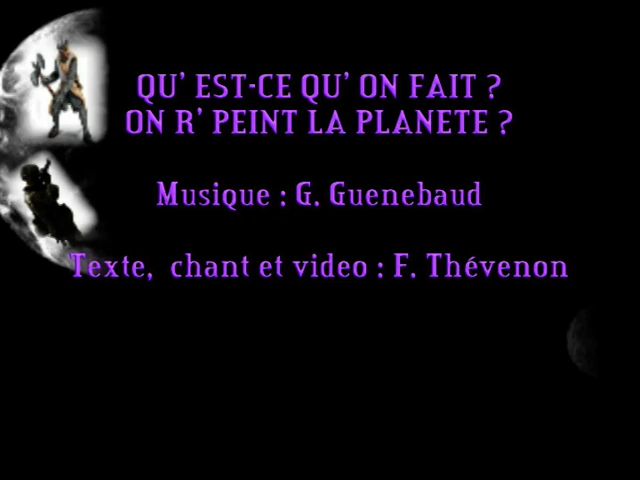 QU' EST-CE QU' ON FAIT ?
ON R' PEINT LA PLANETE ?
Musique : G. Guenebaud
Texte, chant et video : F. Thévenon